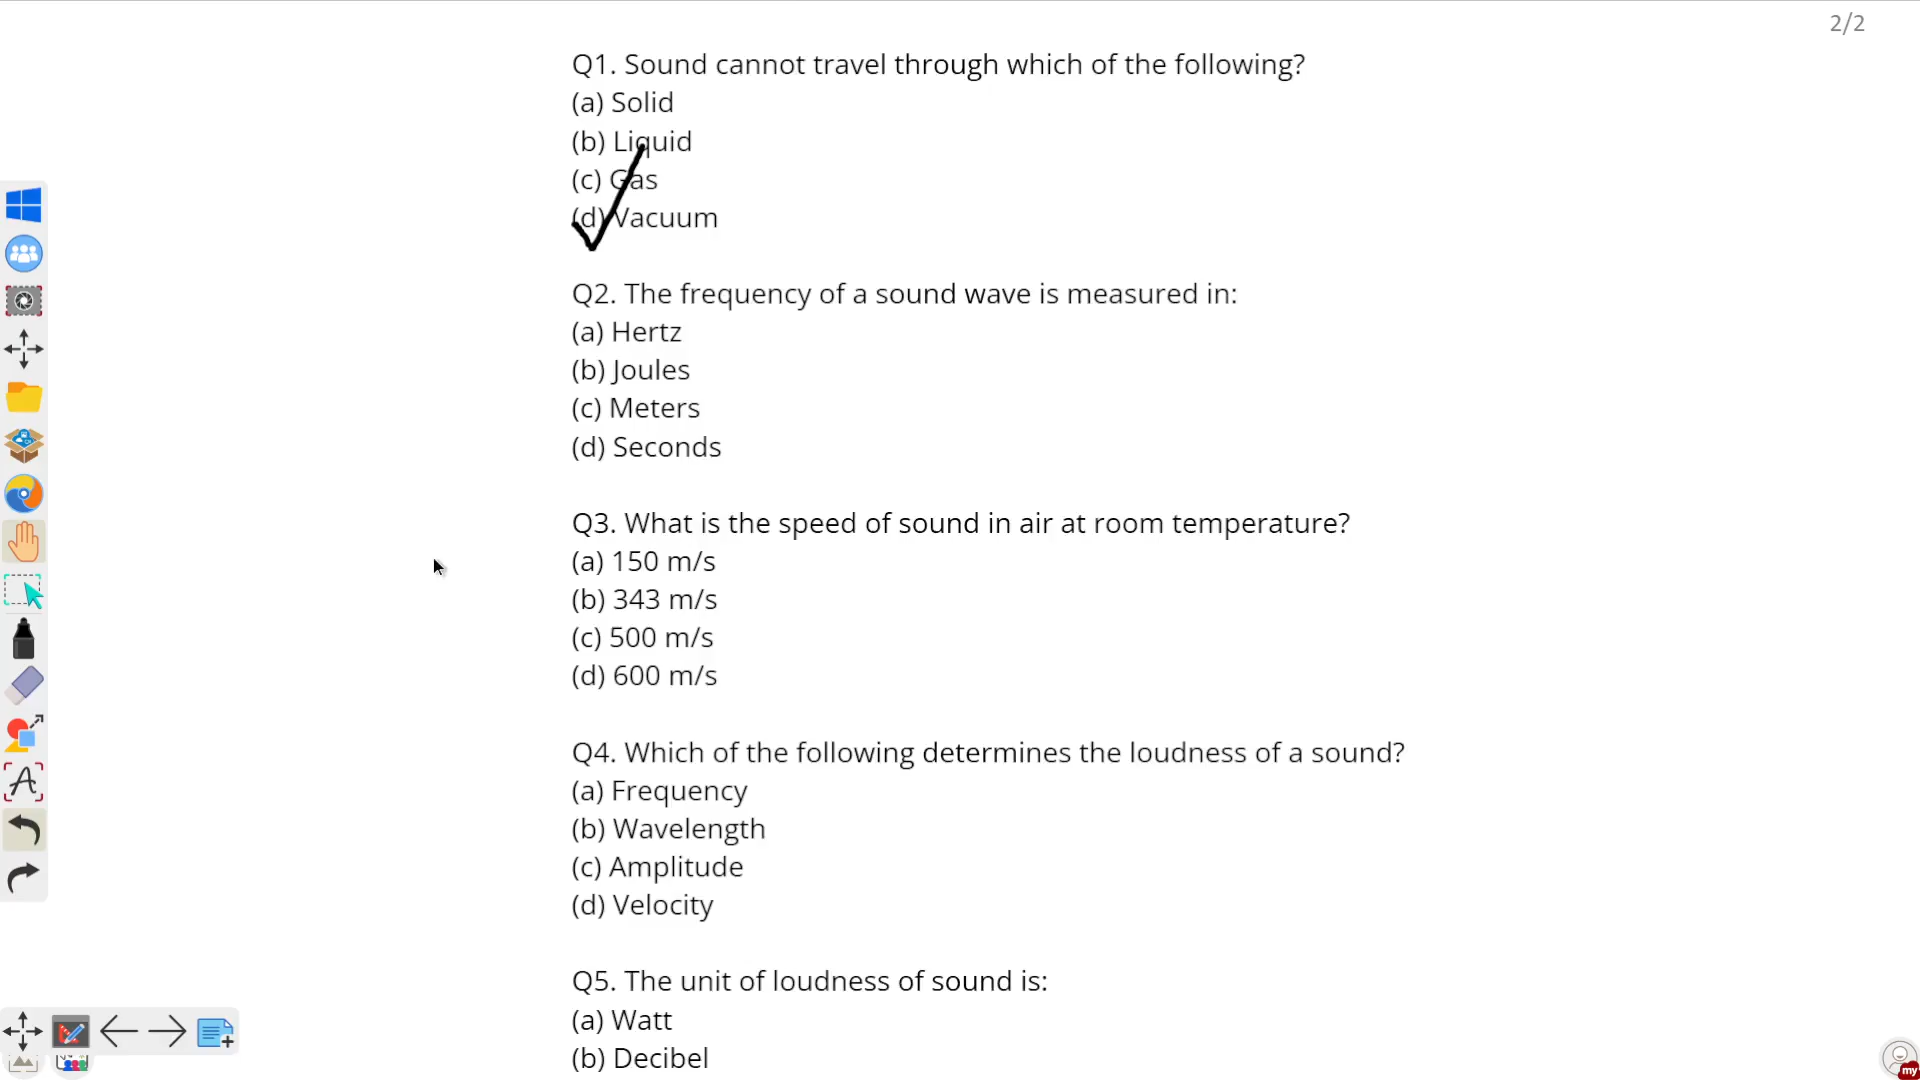 2/2
Q1. Sound cannot travel through which of the following?
(a) Solid
(b) Liquid
(c) Gas
(d) Vacuum
Q2. The frequency of a sound wave is measured in:
(a) Hertz
(b) Joules
(c) Meters
(d) Seconds
Q3. What is the speed of sound in air at room temperature?
(a) 150 m/s
(b) 343 m/s
(c) 500 m/s
(d) 600 m/s
Q4. Which of the following determines the loudness of a sound?
(a) Frequency
(b) Wavelength
(c) Amplitude
(d) Velocity
Q5. The unit of loudness of sound is:
(a) Watt
(b) Decibel
my